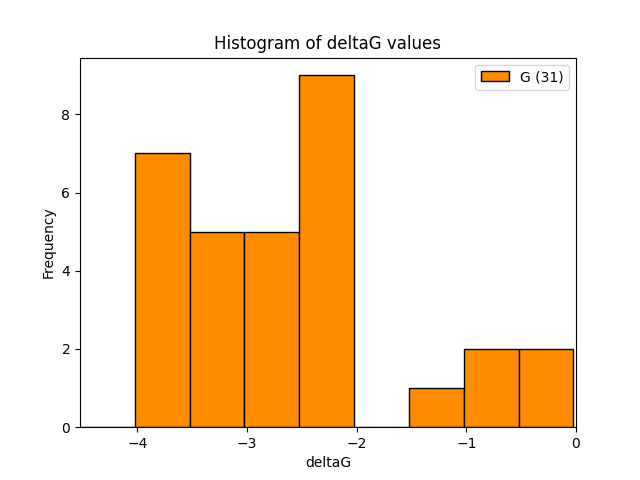 Histogram of deltaG values
G (31)
Frequency
8
6
4
2
0
−4
−3
−2
−1
0
deltaG